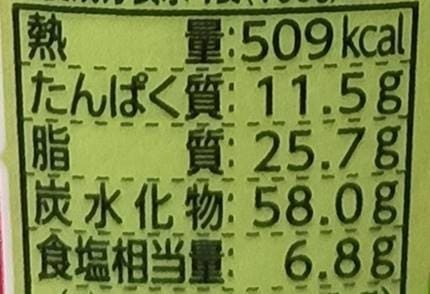 熱量:509kcal
たんぱく質:11.5g
脂質:25.7g
炭水化物:58.0g
食塩相当量:6.8g